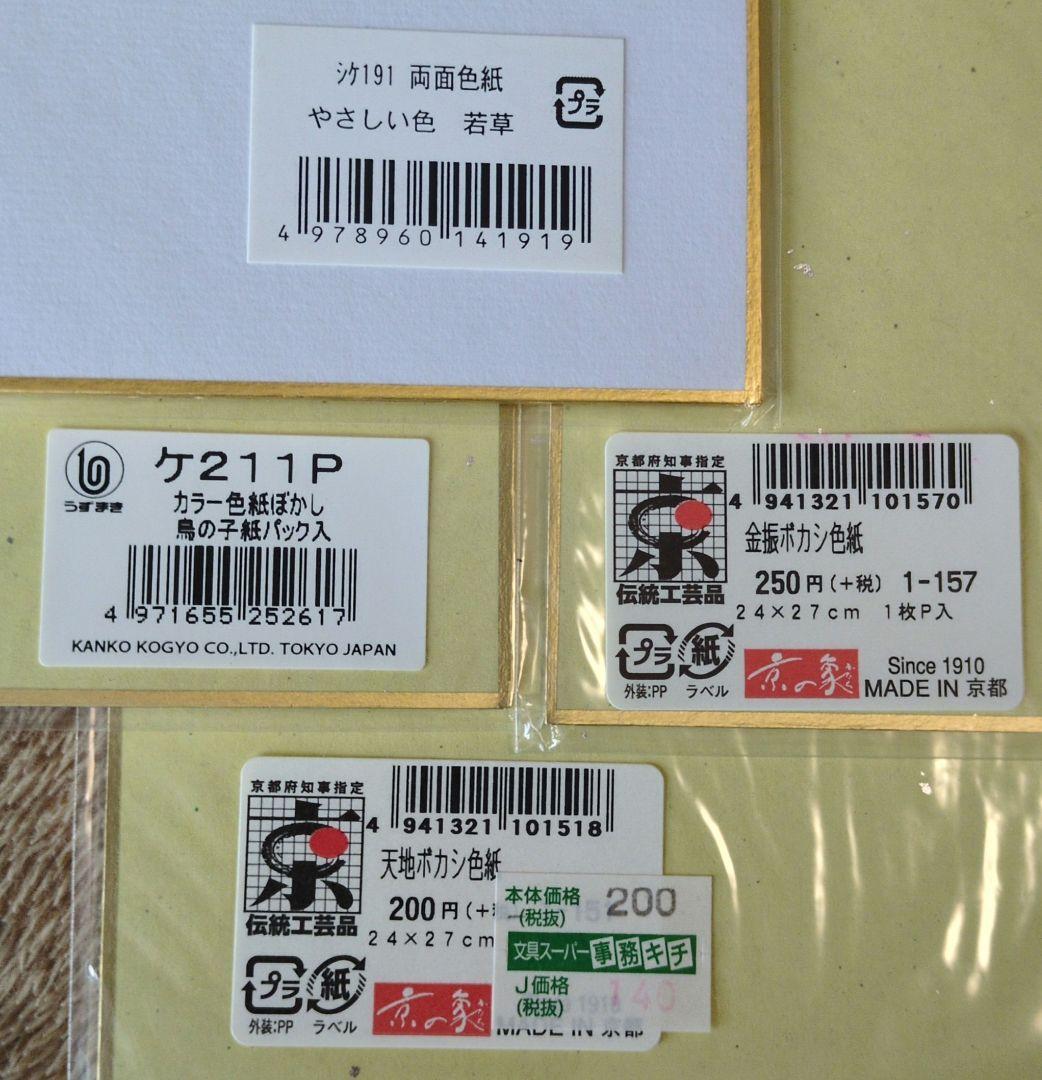 シケ191 両面色紙
やさしい色 若草
プラ
4 978960 141919
うずまき
ケ211P
カラー色紙ぼかし
鳥の子紙パック入
4 971655 252617
KANKO KOGYO CO.,LTD. TOKYO JAPAN
京都府知事指定
京
伝統工芸品
4 941321 101570
金振ボカシ色紙
250円(+税) 1-157
24×27cm 1枚P入
プラ 紙
外装:PP ラベル
京の象
Since 1910
MADE IN 京都
京都府知事指定
京
伝統工芸品
4 941321 101518
天地ボカシ色紙
200円(+
24×27cm
プラ 紙
外装:PP ラベル
京の象
MADE IN 京都
本体価格
(税抜)
200
文具スーパー事務キチ
J価格
(税抜)
140